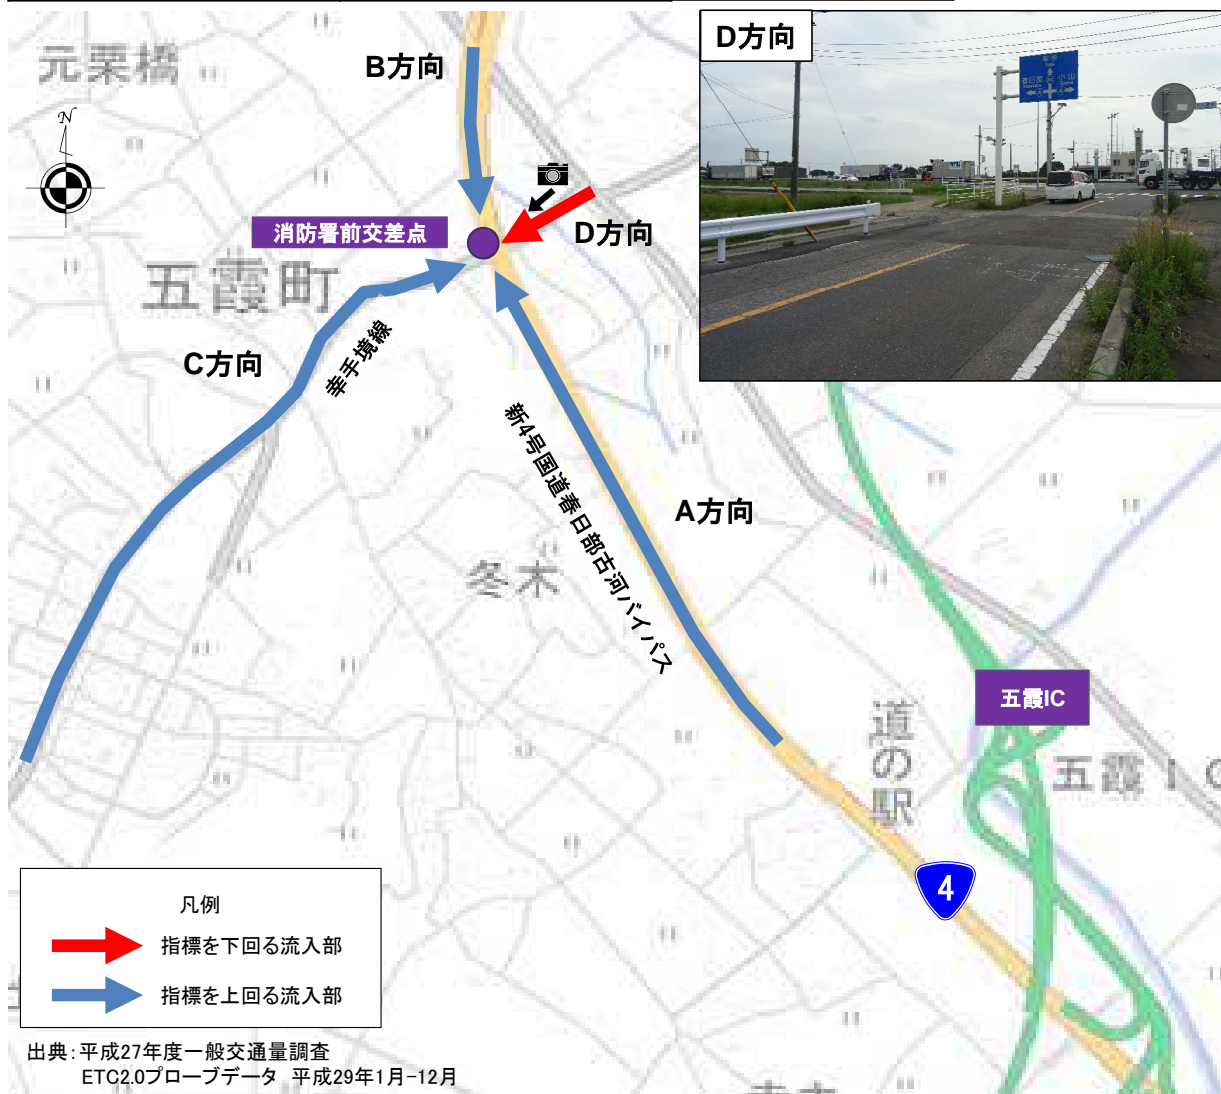 D方向
春日部
小山
元栗橋
B方向
N
消防署前交差点
D方向
五霞町
C方向
幸手境線
新4号国道春日部古河バイパス
A方向
冬木
五霞IC
道の駅
五霞IC
4
凡例
指標を下回る流入部
指標を上回る流入部
出典：平成27年度一般交通量調査
ETC2.0プローブデータ 平成29年1月-12月